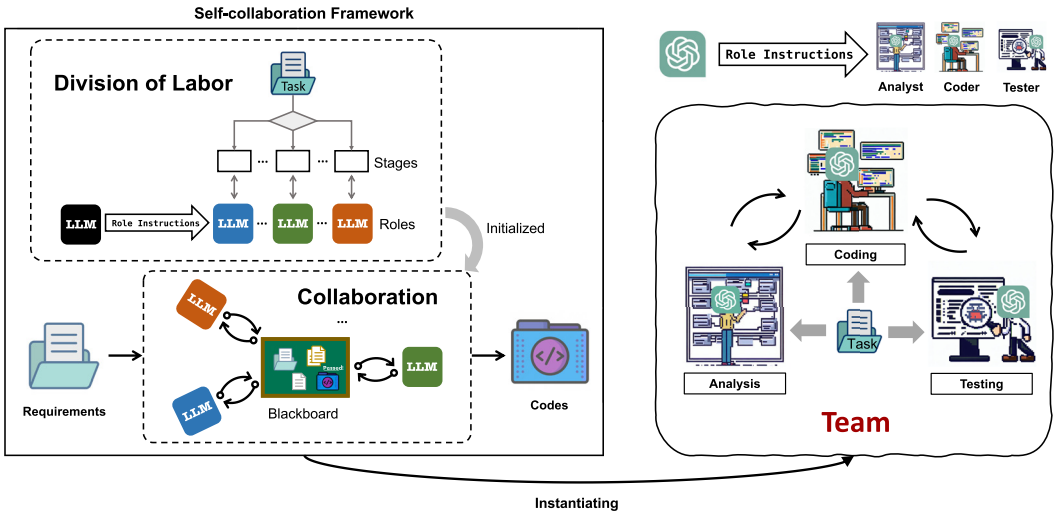 Self-collaboration Framework
Division of Labor
Task
... ...
Stages
LLM
Role Instructions
LLM ... LLM ... LLM
Roles
Initialized
Collaboration
...
LLM
Passed
LLM
LLM
Blackboard
Requirements
Codes
Role Instructions
Analyst Coder Tester
Coding
Task
Analysis
Testing
Team
Instantiating